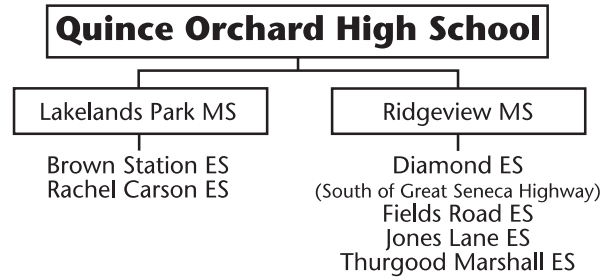 Quince Orchard High School
Lakelands Park MS
Brown Station ES
Rachel Carson ES
Ridgeview MS
Diamond ES
(South of Great Seneca Highway)
Fields Road ES
Jones Lane ES
Thurgood Marshall ES